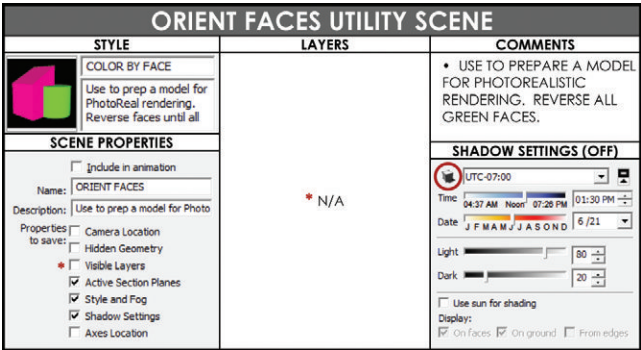 ORIENT FACES UTILITY SCENE
STYLE
COLOR BY FACE
Use to prep a model for
PhotoReal rendering.
Reverse faces until all
SCENE PROPERTIES
Include in animation
Name: ORIENT FACES
Description: Use to prep a model for Photo
Properties to save:
Camera Location
Hidden Geometry
* Visible Layers
Active Section Planes
Style and Fog
Shadow Settings
Axes Location
LAYERS
* N/A
COMMENTS
• USE TO PREPARE A MODEL
FOR PHOTOREALISTIC
RENDERING. REVERSE ALL
GREEN FACES.
SHADOW SETTINGS (OFF)
UTC-07:00
Time 04:37 AM Noon 07:26 PM 01:30 PM
Date J F M A M J J A S O N D 6/21
Light 80
Dark 20
Use sun for shading
Display:
On faces On ground From edges